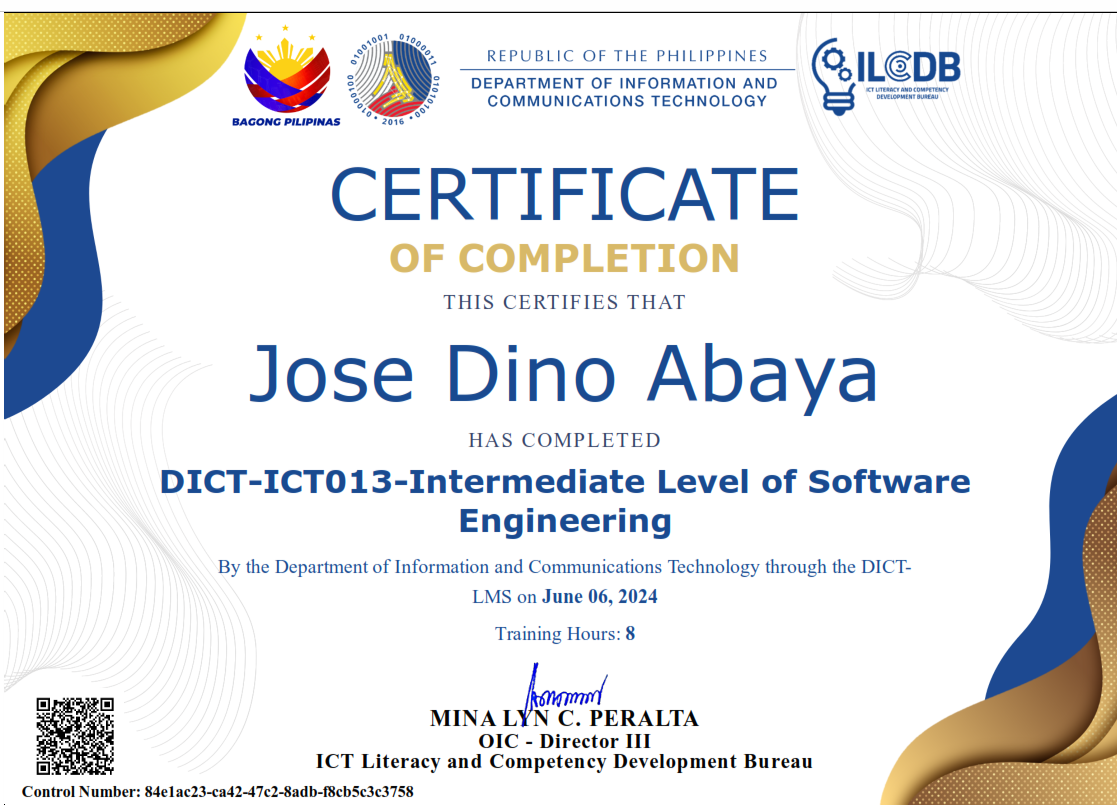 BAGONG PILIPINAS
01001001 01000011 01010100 01000100 00000
2016
REPUBLIC OF THE PHILIPPINES
DEPARTMENT OF INFORMATION AND
COMMUNICATIONS TECHNOLOGY
ILCDB
ICT LITERACY AND COMPETENCY
DEVELOPMENT BUREAU
CERTIFICATE
OF COMPLETION
THIS CERTIFIES THAT
Jose Dino Abaya
HAS COMPLETED
DICT-ICT013-Intermediate Level of Software
Engineering
By the Department of Information and Communications Technology through the DICT-
LMS on June 06, 2024
Training Hours: 8
MINA LYN C. PERALTA
OIC - Director III
ICT Literacy and Competency Development Bureau
Control Number: 84e1ac23-ca42-47c2-8adb-f8cb5c3c3758